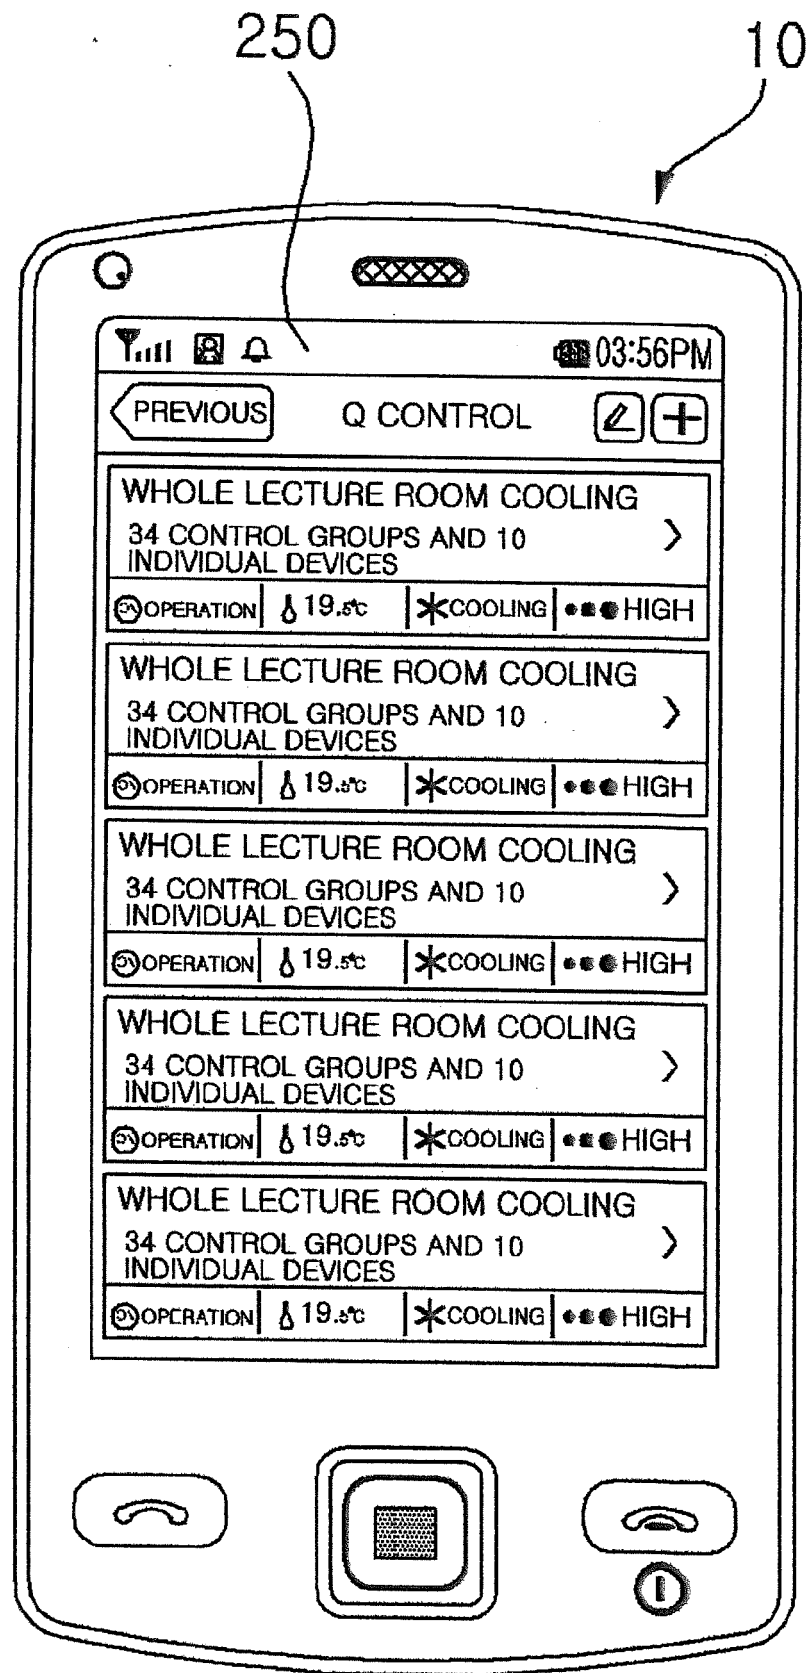 250
10
03:56PM
PREVIOUS Q CONTROL
WHOLE LECTURE ROOM COOLING
34 CONTROL GROUPS AND 10
INDIVIDUAL DEVICES
OPERATION 19.5℃ COOLING HIGH
WHOLE LECTURE ROOM COOLING
34 CONTROL GROUPS AND 10
INDIVIDUAL DEVICES
OPERATION 19.5℃ COOLING HIGH
WHOLE LECTURE ROOM COOLING
34 CONTROL GROUPS AND 10
INDIVIDUAL DEVICES
OPERATION 19.5℃ COOLING HIGH
WHOLE LECTURE ROOM COOLING
34 CONTROL GROUPS AND 10
INDIVIDUAL DEVICES
OPERATION 19.5℃ COOLING HIGH
WHOLE LECTURE ROOM COOLING
34 CONTROL GROUPS AND 10
INDIVIDUAL DEVICES
OPERATION 19.5℃ COOLING HIGH